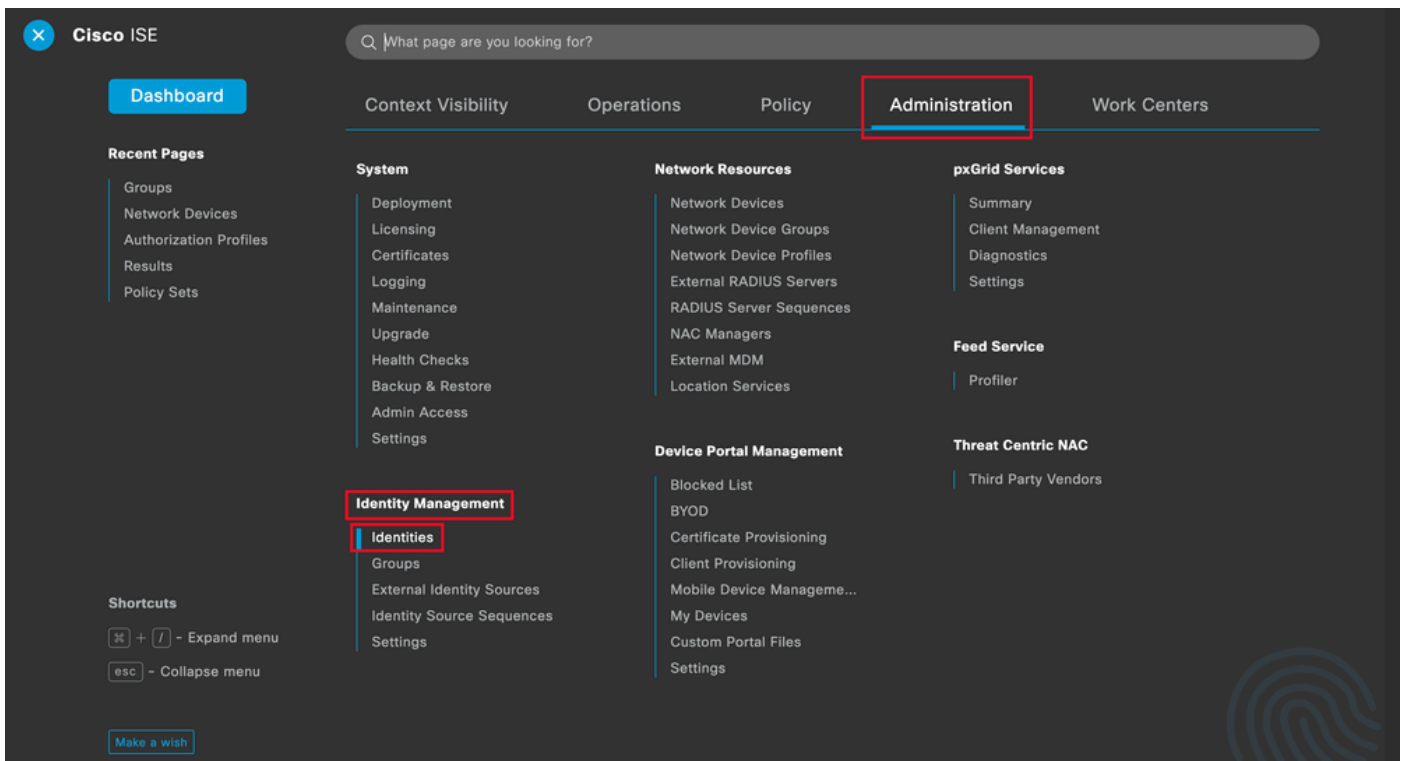 Cisco ISE
What page are you looking for?
Dashboard
Context Visibility
Operations
Policy
Administration
Work Centers
Recent Pages
Groups
Network Devices
Authorization Profiles
Results
Policy Sets
System
Deployment
Licensing
Certificates
Logging
Maintenance
Upgrade
Health Checks
Backup & Restore
Admin Access
Settings
Identity Management
Identities
Groups
External Identity Sources
Identity Source Sequences
Settings
Network Resources
Network Devices
Network Device Groups
Network Device Profiles
External RADIUS Servers
RADIUS Server Sequences
NAC Managers
External MDM
Location Services
Device Portal Management
Blocked List
BYOD
Certificate Provisioning
Client Provisioning
Mobile Device Manageme...
My Devices
Custom Portal Files
Settings
pxGrid Services
Summary
Client Management
Diagnostics
Settings
Feed Service
Profiler
Threat Centric NAC
Third Party Vendors
Shortcuts
⌘ + / - Expand menu
esc - Collapse menu
Make a wish